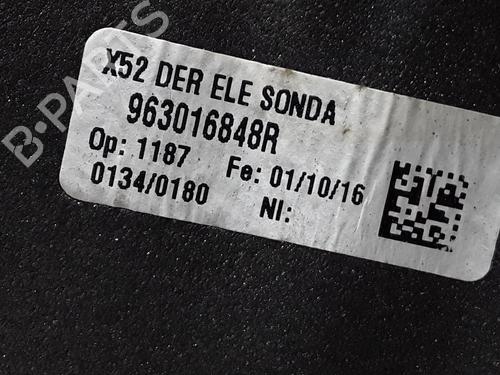 X52 DER ELE SONDA
963016848R
Op: 1187 Fe: 01/10/16
0134/0180 NI:
B-PARTS